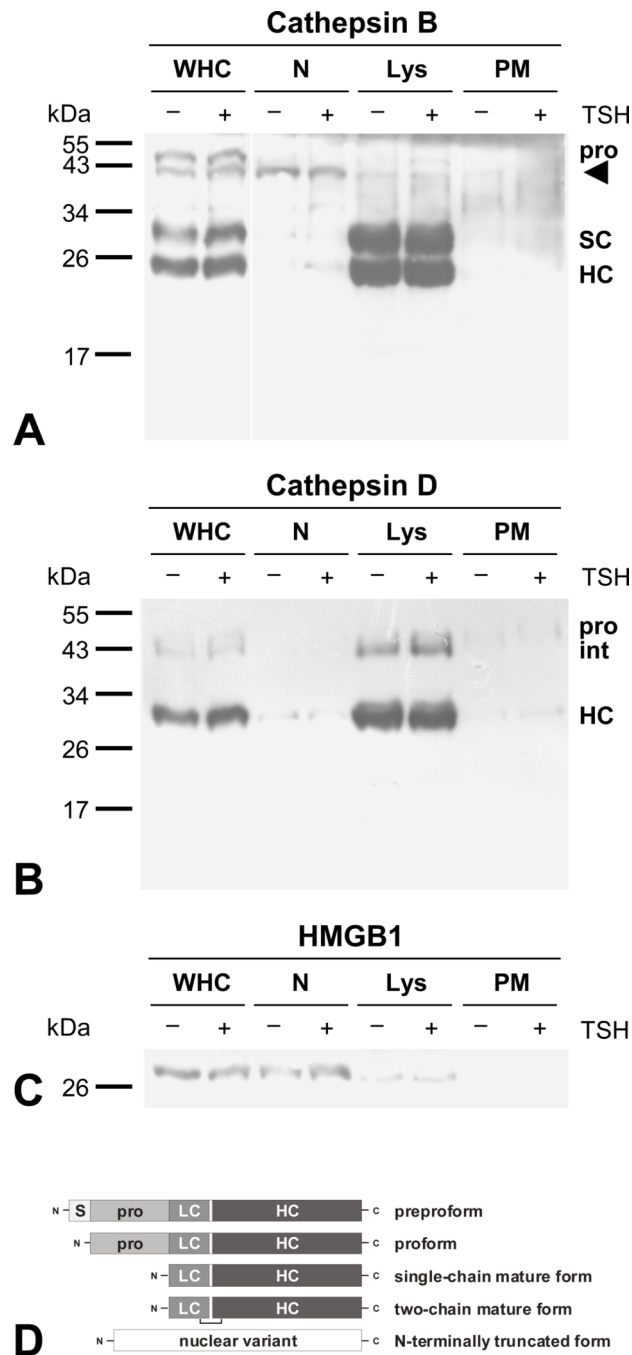 Cathepsin B
WHC N Lys PM
kDa – + – + – + – + TSH
55 pro
43 ◀
34
SC
26 HC
17
A
Cathepsin D
WHC N Lys PM
kDa – + – + – + – + TSH
55 pro
43 int
34
HC
26
17
B
HMGB1
WHC N Lys PM
kDa – + – + – + – + TSH
26
C
N S pro LC HC C preproform
N pro LC HC C proform
N LC HC C single-chain mature form
N LC HC C two-chain mature form
N nuclear variant C N-terminally truncated form
D